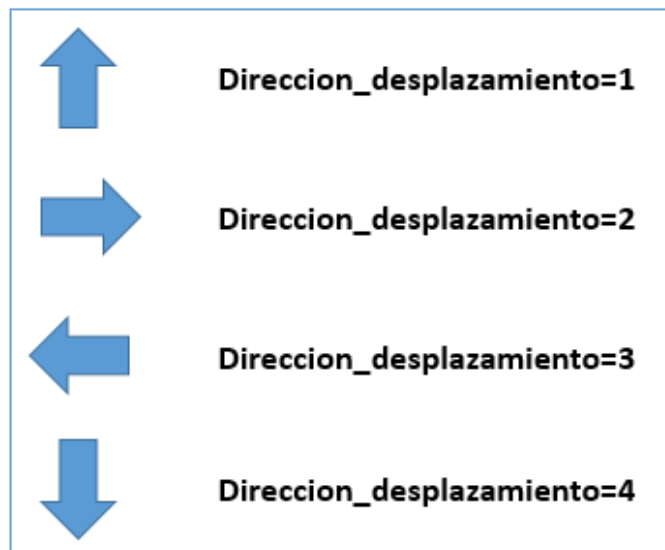 Direccion_desplazamiento=1
Direccion_desplazamiento=2
Direccion_desplazamiento=3
Direccion_desplazamiento=4